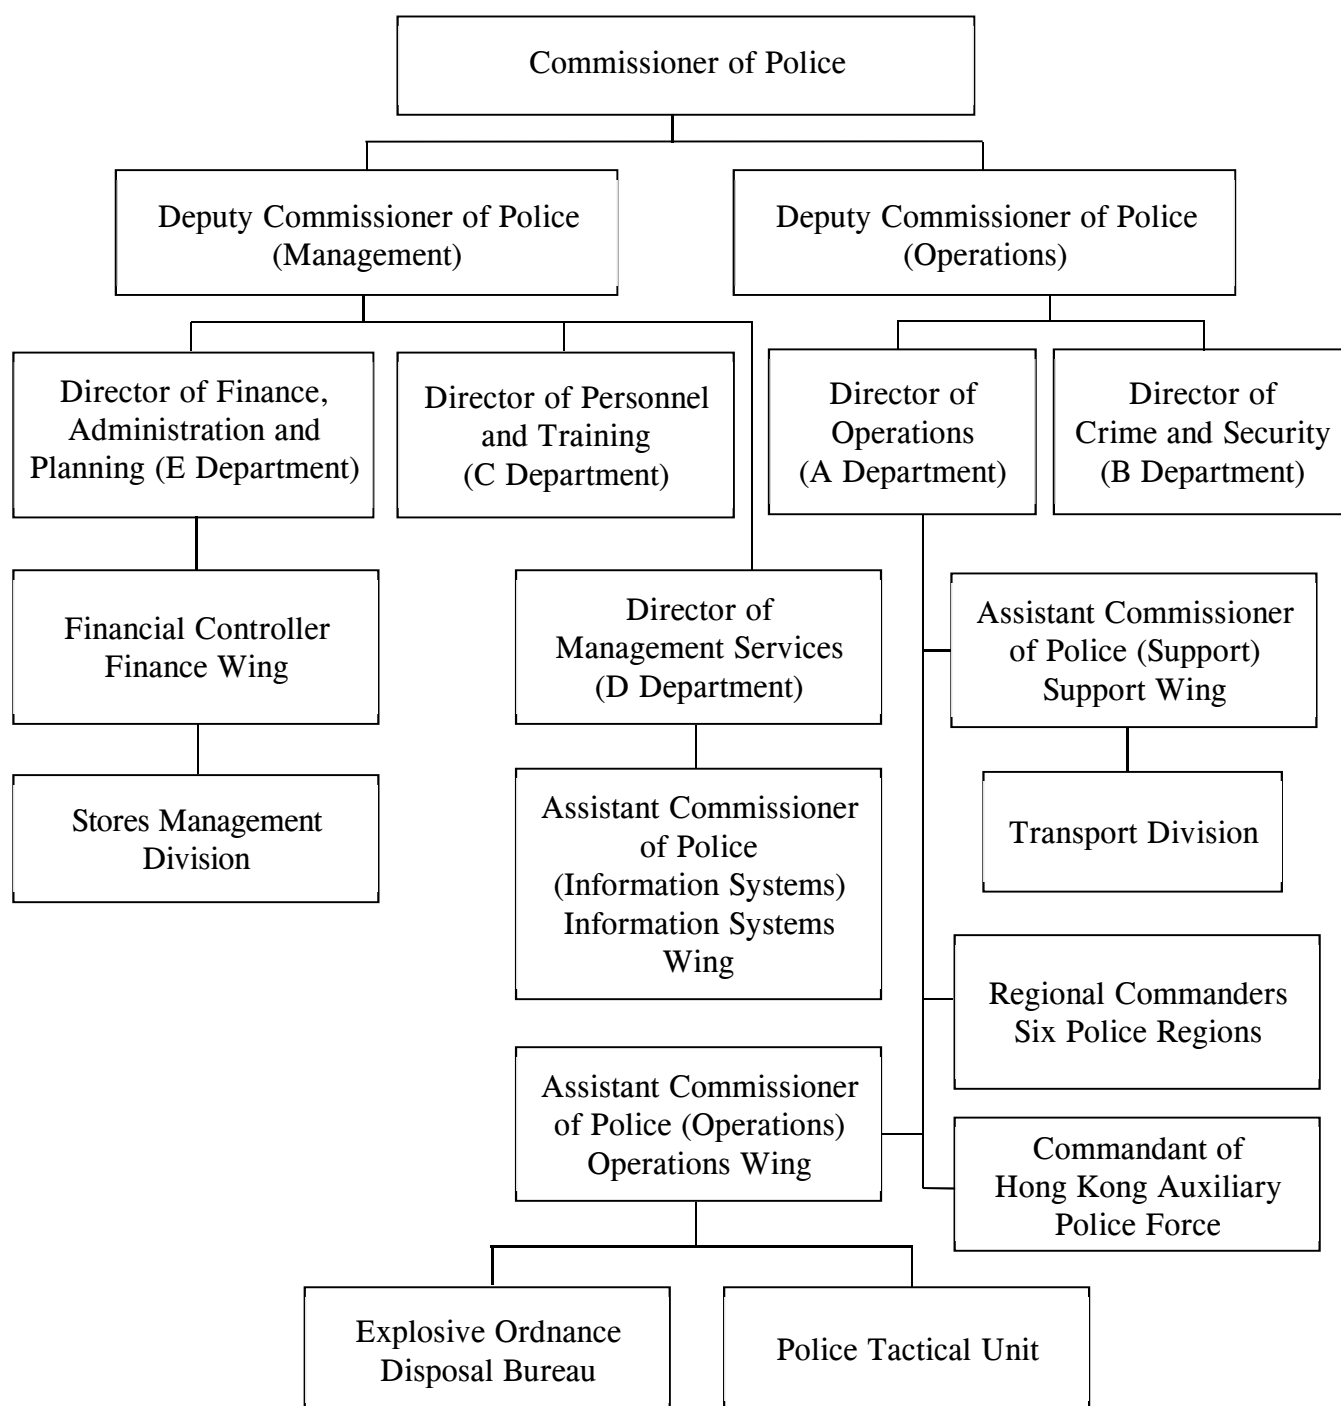 Commissioner of Police
Deputy Commissioner of Police
(Management)
Deputy Commissioner of Police
(Operations)
Director of Finance,
Administration and
Planning (E Department)
Director of Personnel
and Training
(C Department)
Director of
Operations
(A Department)
Director of
Crime and Security
(B Department)
Financial Controller
Finance Wing
Director of
Management Services
(D Department)
Assistant Commissioner
of Police (Support)
Support Wing
Stores Management
Division
Assistant Commissioner
of Police
(Information Systems)
Information Systems
Wing
Transport Division
Regional Commanders
Six Police Regions
Assistant Commissioner
of Police (Operations)
Operations Wing
Commandant of
Hong Kong Auxiliary
Police Force
Explosive Ordnance
Disposal Bureau
Police Tactical Unit